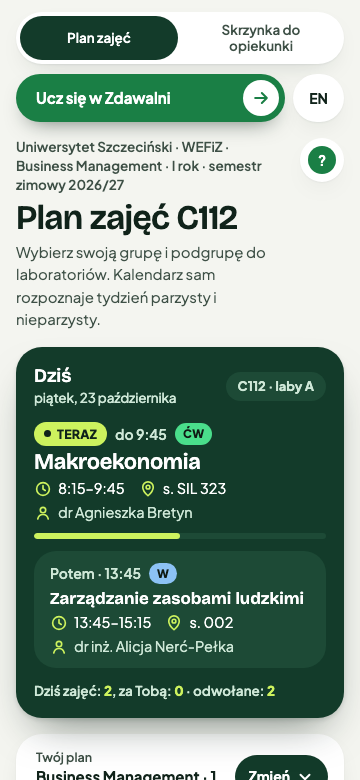 Plan zajęć
Skrzynka do
opiekunki
Ucz się w Zdawalni
EN
Uniwersytet Szczeciński · WEFiZ ·
Business Management · I rok · semestr
zimowy 2026/27
?
Plan zajęć C112
Wybierz swoją grupę i podgrupę do
laboratoriów. Kalendarz sam
rozpoznaje tydzień parzysty i
nieparzysty.
Dziś
piątek, 23 października
C112 · laby A
TERAZ do 9:45 ĆW
Makroekonomia
8:15–9:45 s. SIL 323
dr Agnieszka Bretyn
Potem · 13:45 W
Zarządzanie zasobami ludzkimi
13:45–15:15 s. 002
dr inż. Alicja Nerć-Pełka
Dziś zajęć: 2, za Tobą: 0 · odwołane: 2
Twój plan
Business Management · 1
Zmień